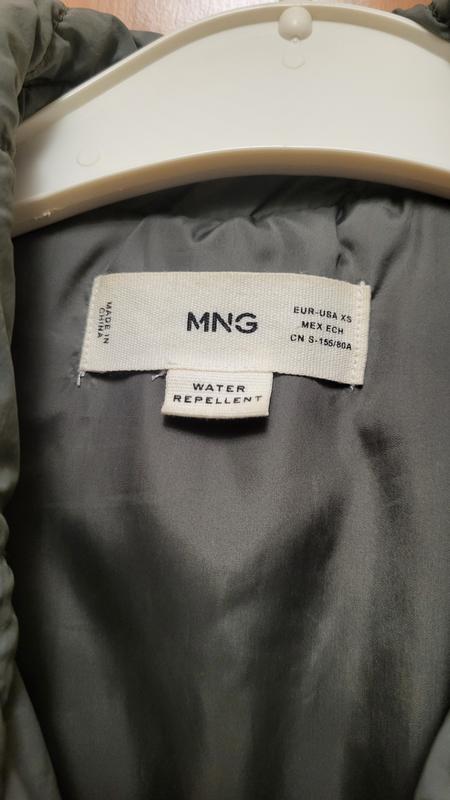 MADE IN
CHINA
MNG
EUR-USA XS
MEX ECH
CN S-155/80A
WATER
REPELLENT